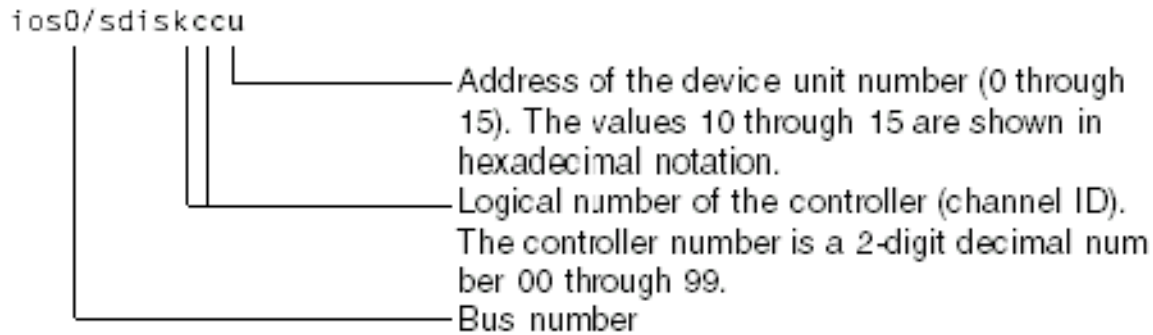 ios0/sdiskccu
Address of the device unit number (0 through
15). The values 10 through 15 are shown in
hexadecimal notation.
Logical number of the controller (channel ID).
The controller number is a 2-digit decimal num
ber 00 through 99.
Bus number